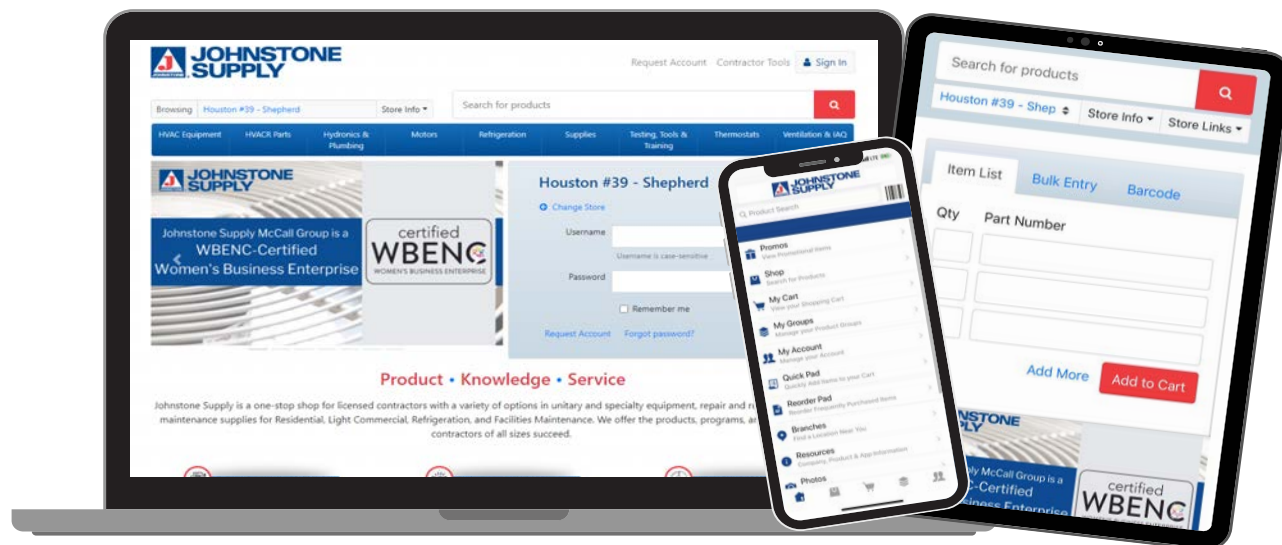 JOHNSTONE
SUPPLY
Request Account Contractor Tools Sign In
Browsing Houston #39 - Shepherd Store Info
Search for products
HVAC Equipment HVACR Parts Hydronics & Plumbing Motors Refrigeration Supplies Testing, Tools & Training Thermostats Ventilation & IAQ
JOHNSTONE
SUPPLY
Johnstone Supply McCall Group is a
WBENC-Certified
Women's Business Enterprise
certified
WBENC
WOMEN'S BUSINESS ENTERPRISE
Houston #39 - Shepherd
Change Store
Username
Username is case-sensitive
Password
Remember me
Request Account Forgot password?
Product • Knowledge • Service
Johnstone Supply is a one-stop shop for licensed contractors with a variety of options in unitary and specialty equipment, repair and
maintenance supplies for Residential, Light Commercial, Refrigeration, and Facilities Maintenance. We offer the products, programs,
contractors of all sizes succeed.
LTE
JOHNSTONE
SUPPLY
Product Search
Promos
View Promotional Items
Shop
Search for Products
My Cart
View your Shopping Cart
My Groups
Manage your Product Groups
My Account
Manage your Account
Quick Pad
Quickly Add Items to your Cart
Reorder Pad
Reorder Frequently Purchased Items
Branches
Find a Location Near You
Resources
Company, Product & App Information
Photos
Search for products
Houston #39 - Shep Store Info Store Links
Item List Bulk Entry Barcode
Qty Part Number
Add More Add to Cart
NSTONE
PLY
ply McCall Group is a
C-Certified
siness Enterprise
certified
WBENC